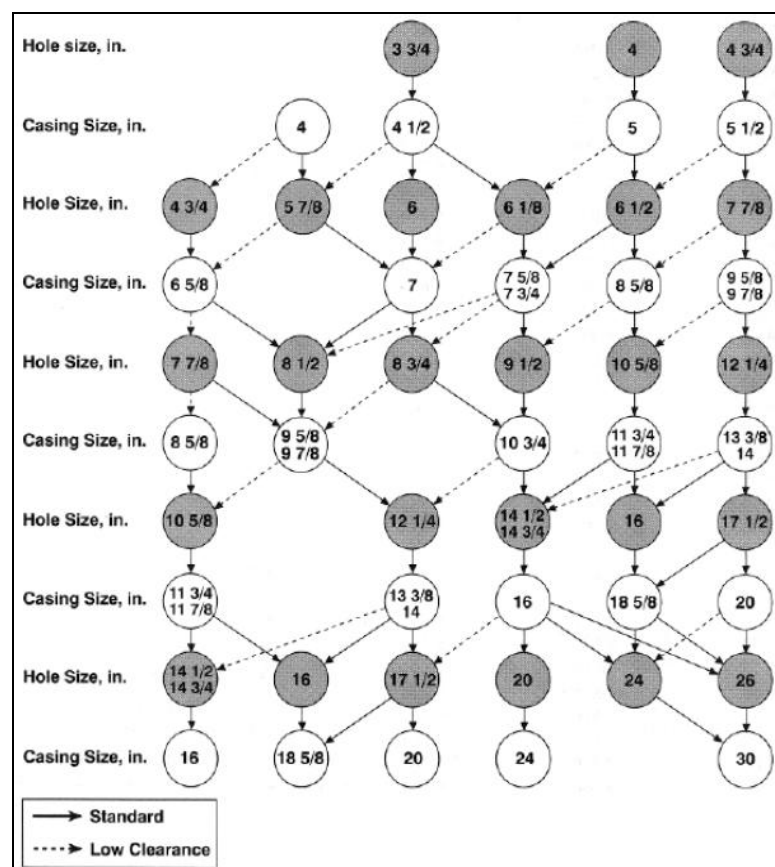 Hole size, in. 3 3/4 4 4 3/4
Casing Size, in. 4 4 1/2 5 5 1/2
Hole Size, in. 4 3/4 5 7/8 6 6 1/8 6 1/2 7 7/8
Casing Size, in. 6 5/8 7 7 5/8 7 3/4 8 5/8 9 5/8 9 7/8
Hole Size, in. 7 7/8 8 1/2 8 3/4 9 1/2 10 5/8 12 1/4
Casing Size, in. 8 5/8 9 5/8 9 7/8 10 3/4 11 3/4 11 7/8 13 3/8 14
Hole Size, in. 10 5/8 12 1/4 14 1/2 14 3/4 16 17 1/2
Casing Size, in. 11 3/4 11 7/8 13 3/8 14 16 18 5/8 20
Hole Size, in. 14 1/2 14 3/4 16 17 1/2 20 24 26
Casing Size, in. 16 18 5/8 20 24 30
Standard
Low Clearance